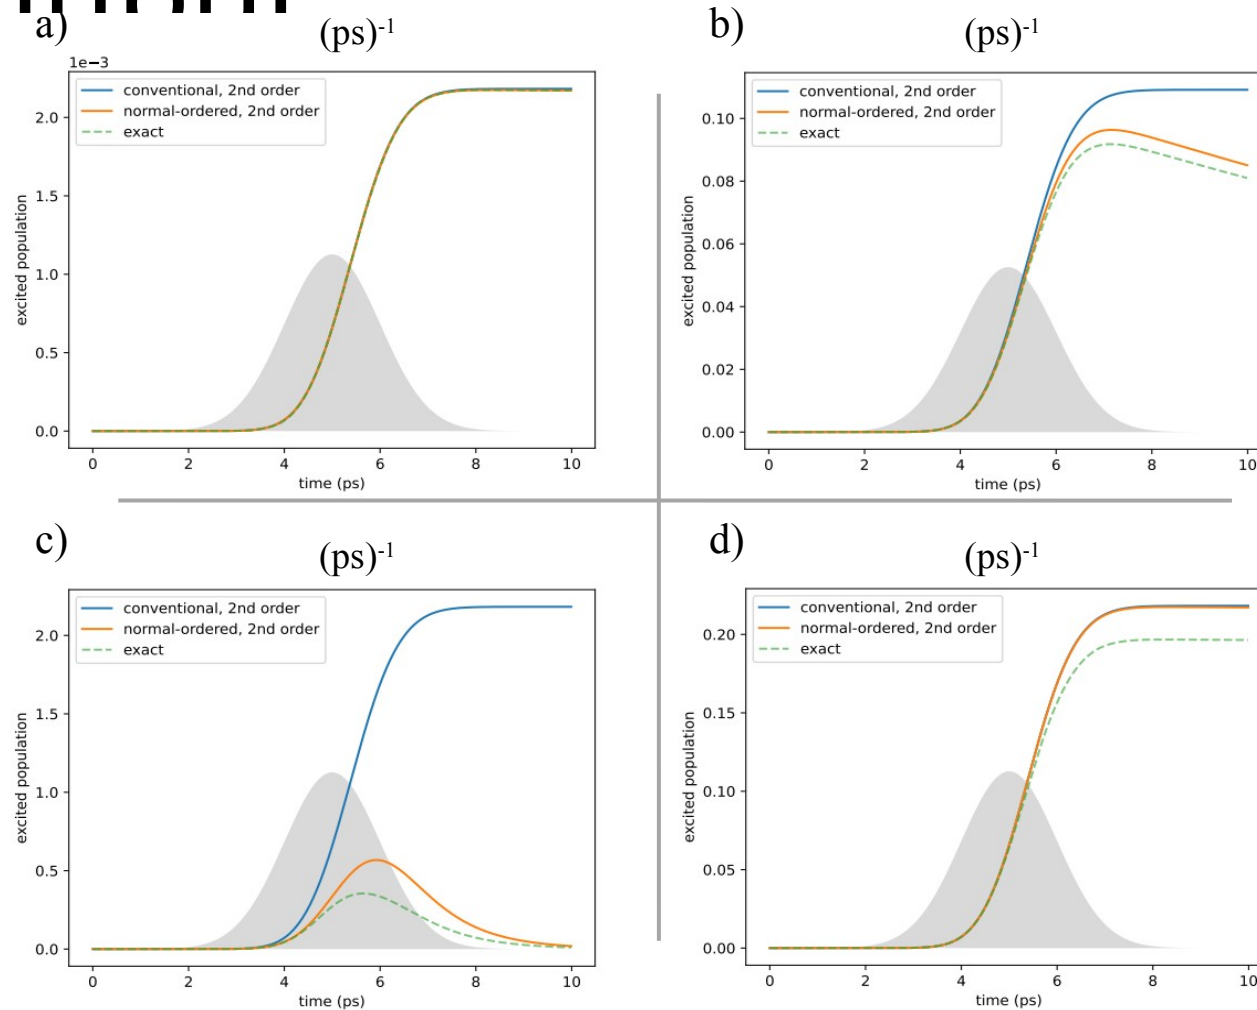 a)
(ps)-1
1e−3
conventional, 2nd order
normal-ordered, 2nd order
exact
2.0
1.5
1.0
0.5
0.0
excited population
0 2 4 6 8 10
time (ps)
b)
(ps)-1
conventional, 2nd order
normal-ordered, 2nd order
exact
0.10
0.08
0.06
0.04
0.02
0.00
excited population
0 2 4 6 8 10
time (ps)
c)
(ps)-1
conventional, 2nd order
normal-ordered, 2nd order
exact
2.0
1.5
1.0
0.5
0.0
excited population
0 2 4 6 8 10
time (ps)
d)
(ps)-1
conventional, 2nd order
normal-ordered, 2nd order
exact
0.20
0.15
0.10
0.05
0.00
excited population
0 2 4 6 8 10
time (ps)